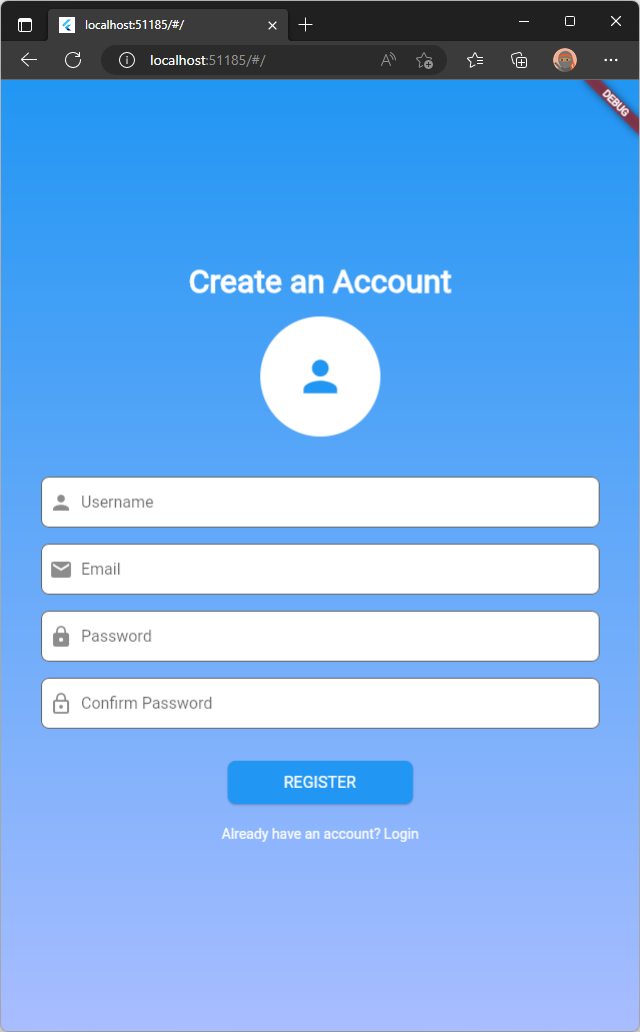 localhost:51185/#/
localhost:51185/#/
DEBUG
Create an Account
Username
Email
Password
Confirm Password
REGISTER
Already have an account? Login